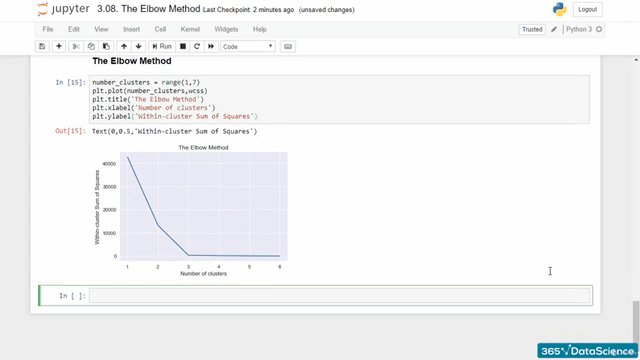 jupyter 3.08. The Elbow Method Last Checkpoint: 2 minutes ago (unsaved changes)
Logout
File Edit View Insert Cell Kernel Widgets Help
Trusted Python 3
Run Code
The Elbow Method
In [15]: number_clusters = range(1,7)
plt.plot(number_clusters,wcss)
plt.title('The Elbow Method')
plt.xlabel('Number of clusters')
plt.ylabel('Within-cluster Sum of Squares')
Out[15]: Text(0,0.5,'Within-cluster Sum of Squares')
The Elbow Method
Within-cluster Sum of Squares
40000
30000
20000
10000
0
1 2 3 4 5 6
Number of clusters
In [ ]:
365 DataScience